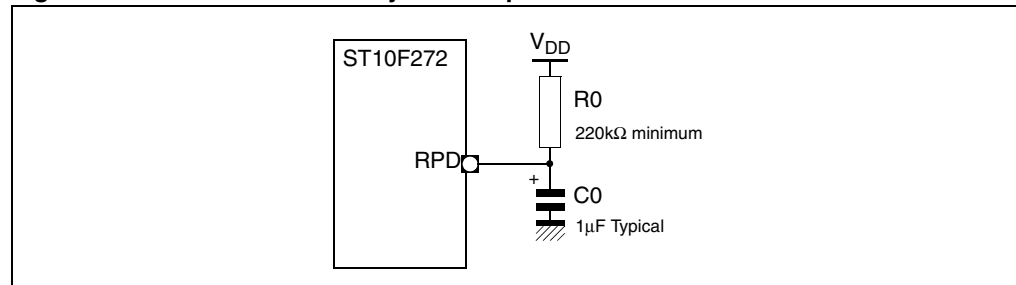 ST10F272
V_DD
R0
220kΩ minimum
RPD
+
C0
1µF Typical